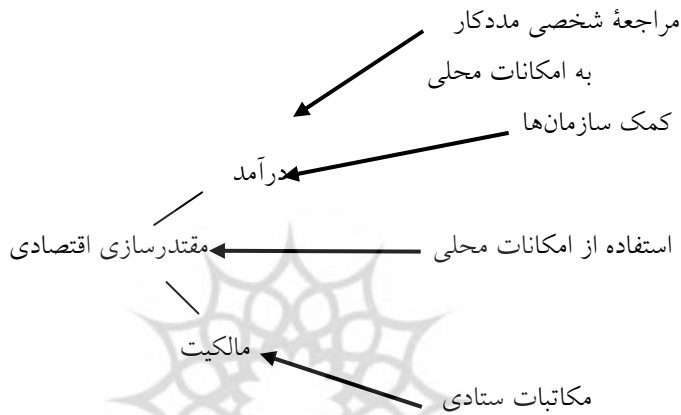 مراجعهٔ شخصی مددکار
به امکانات محلی
کمک سازمان‌ها
درآمد
استفاده از امکانات محلی
مقتدرسازی اقتصادی
مالکیت
مکاتبات ستادی